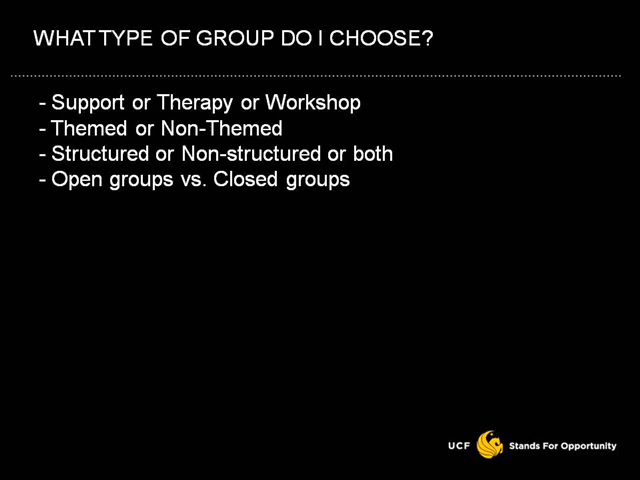 WHAT TYPE OF GROUP DO I CHOOSE?
- Support or Therapy or Workshop
- Themed or Non-Themed
- Structured or Non-structured or both
- Open groups vs. Closed groups
UCF Stands For Opportunity